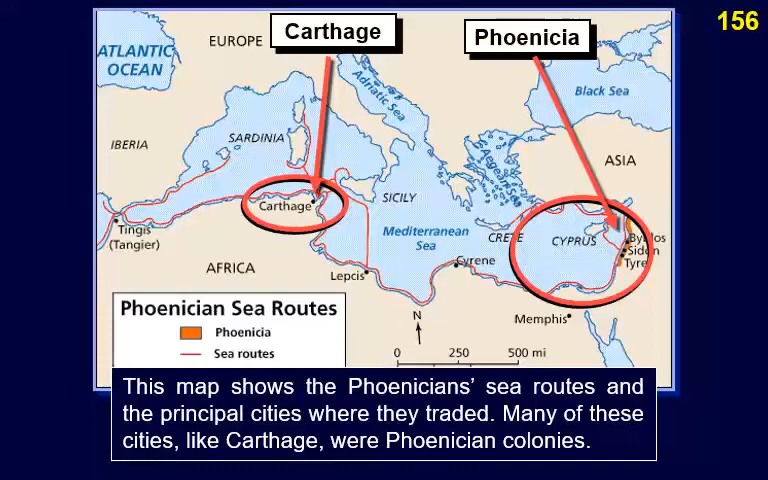 156
Carthage
Phoenicia
ATLANTIC
OCEAN
EUROPE
Adriatic Sea
Black Sea
IBERIA
SARDINIA
Aegean Sea
ASIA
SICILY
Carthage
Tingis
(Tangier)
Mediterranean
Sea
CRETE
CYPRUS
Byblos
Sidon
Tyre
AFRICA
Lepcis
Cyrene
Memphis
Phoenician Sea Routes
Phoenicia
Sea routes
N
0 250 500 mi
This map shows the Phoenicians’ sea routes and
the principal cities where they traded. Many of these
cities, like Carthage, were Phoenician colonies.